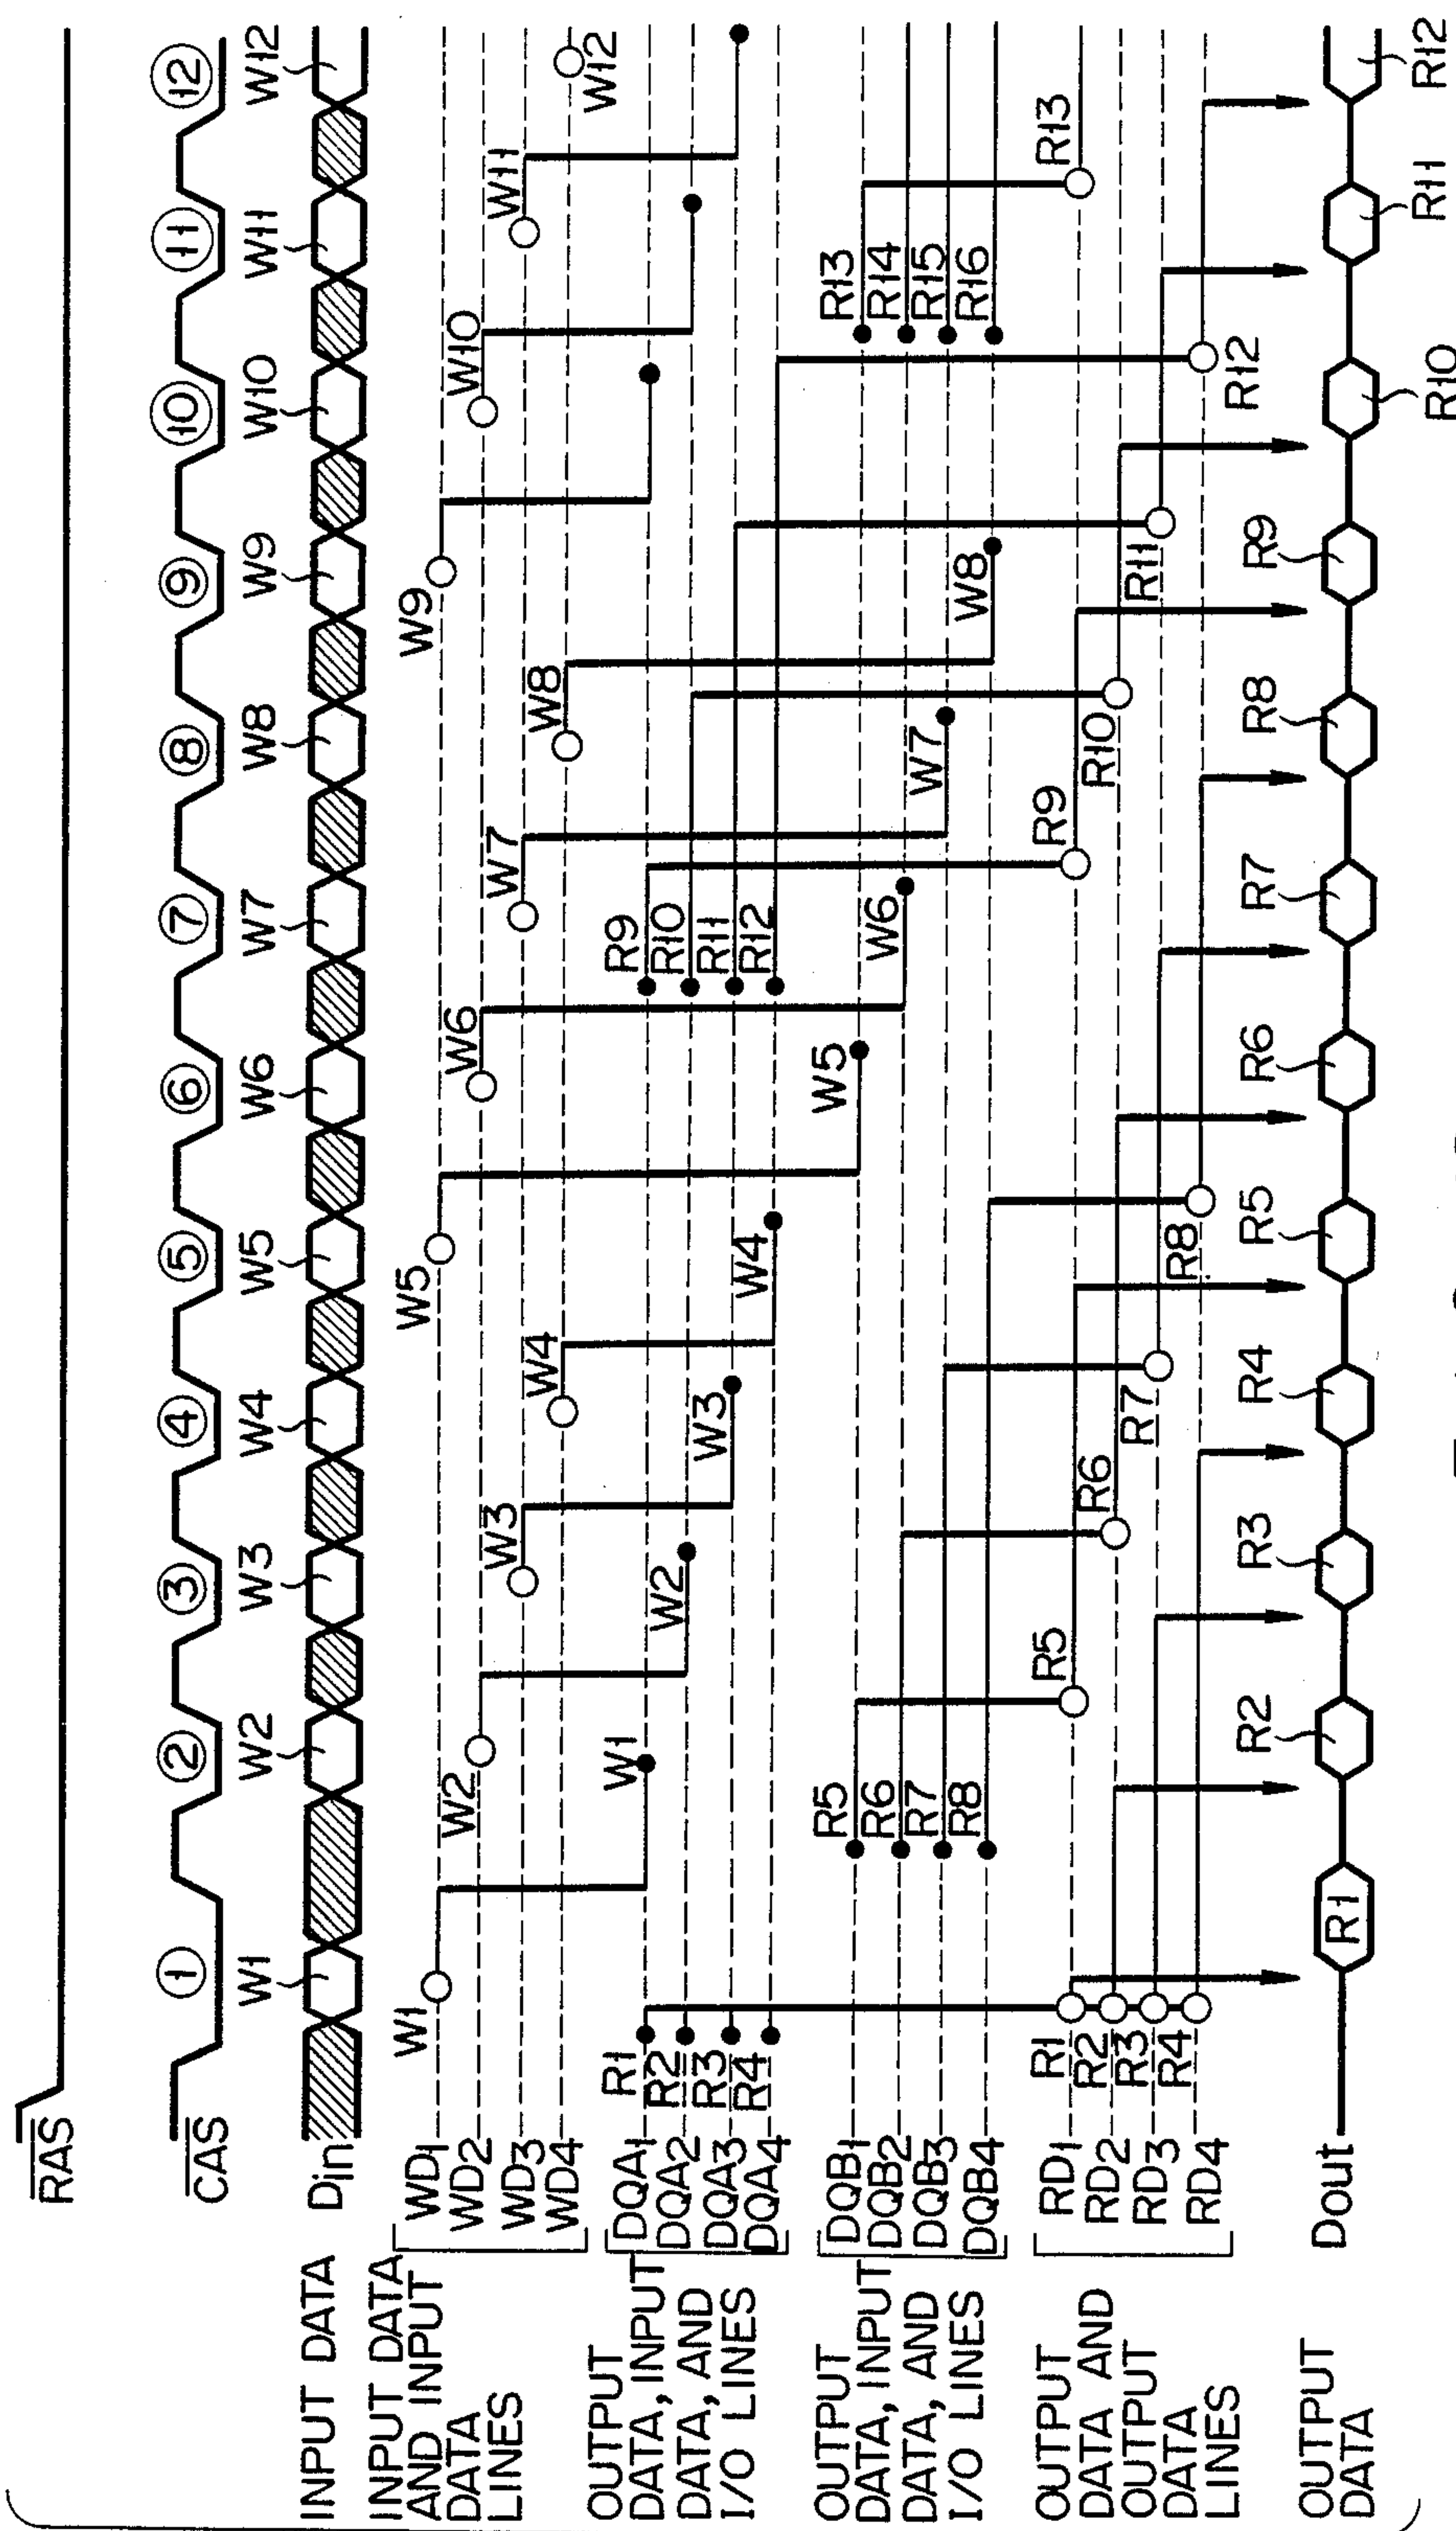 RAS
CAS
① ② ③ ④ ⑤ ⑥ ⑦ ⑧ ⑨ ⑩ ⑪ ⑫
W1 W2 W3 W4 W5 W6 W7 W8 W9 W10 W11 W12
INPUT DATA Din
INPUT DATA
AND INPUT
DATA
LINES
WD1
WD2
WD3
WD4
W1 W2 W3 W4 W5 W6 W7 W8 W9 W10 W11 W12
OUTPUT
DATA, INPUT
DATA, AND
I/O LINES
DQA1
DQA2
DQA3
DQA4
R1
R2
R3
R4
W1 W2 W3 W4
R9
R10
R11
R12
OUTPUT
DATA, INPUT
DATA, AND
I/O LINES
DQB1
DQB2
DQB3
DQB4
R5
R6
R7
R8
W5 W6 W7 W8
R13
R14
R15
R16
OUTPUT
DATA AND
OUTPUT
DATA
LINES
RD1
RD2
RD3
RD4
R1
R2
R3
R4
R5 R6 R7 R8 R9 R10 R11 R12 R13
OUTPUT
DATA
Dout
R1 R2 R3 R4 R5 R6 R7 R8 R9 R10 R11 R12